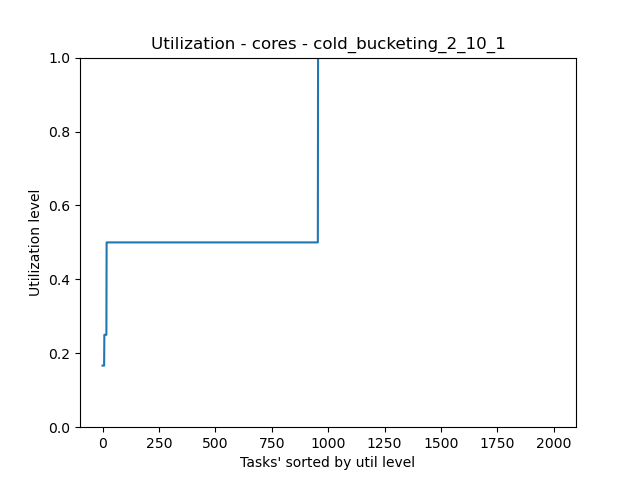 Utilization - cores - cold_bucketing_2_10_1
1.0
0.8
0.6
0.4
0.2
0.0
Utilization level
0 250 500 750 1000 1250 1500 1750 2000
Tasks' sorted by util level